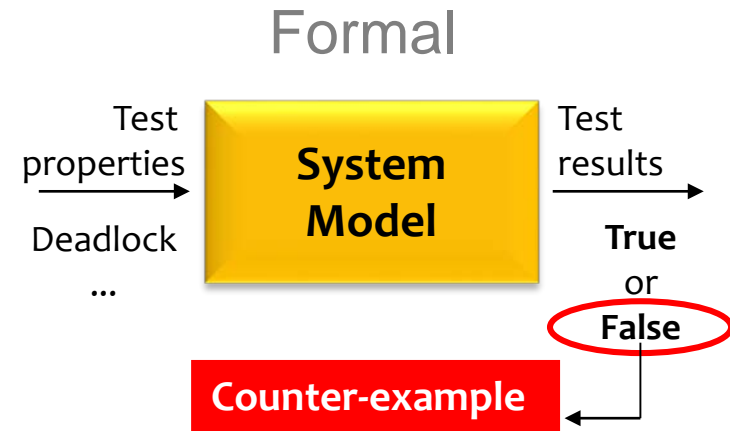 Formal
Test
properties
Deadlock
...
System
Model
Test
results
True
or
False
Counter-example